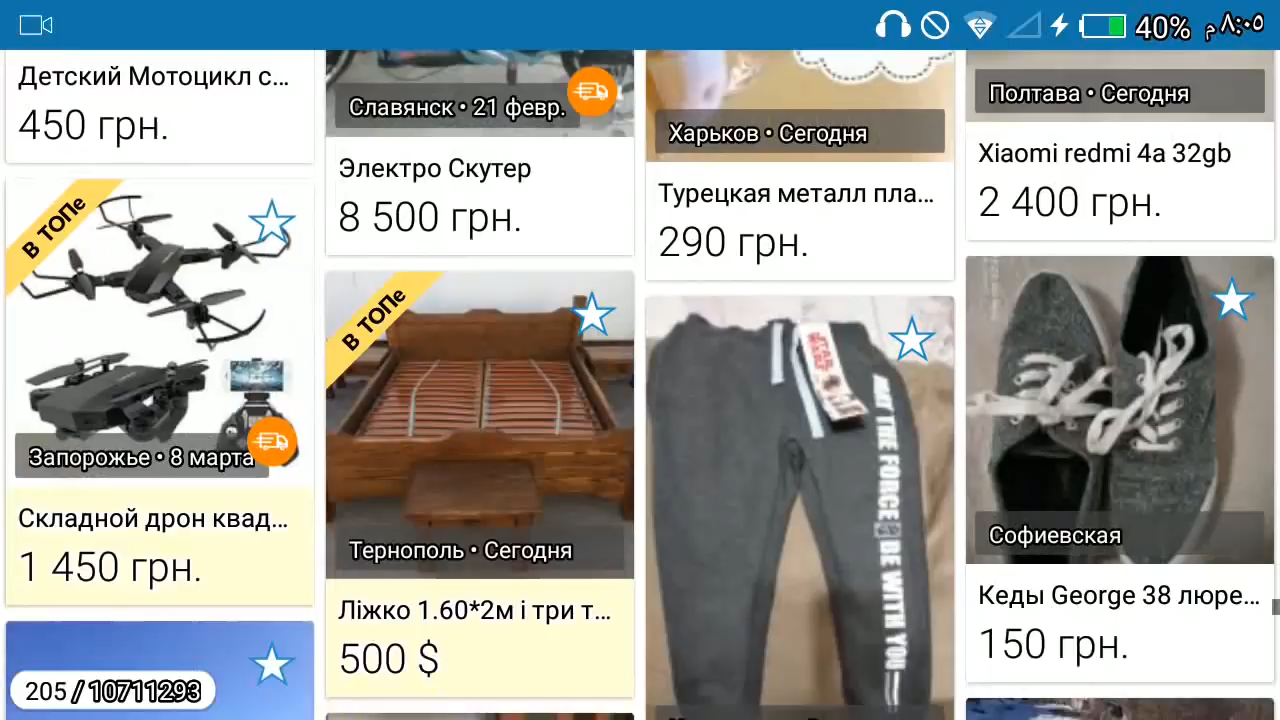 40% ٨:٠٥ م
Детский Мотоцикл с...
450 грн.
В ТОПе
Запорожье • 8 марта
Складной дрон квад...
1 450 грн.
205 / 10711293
Славянск • 21 февр.
Электро Скутер
8 500 грн.
В ТОПе
Тернополь • Сегодня
Ліжко 1.60*2м і три т...
500 $
Харьков • Сегодня
Турецкая металл пла...
290 грн.
STAR WARS
MAY THE FORCE BE WITH YOU
Полтава • Сегодня
Xiaomi redmi 4a 32gb
2 400 грн.
Софиевская
Кеды George 38 люре...
150 грн.